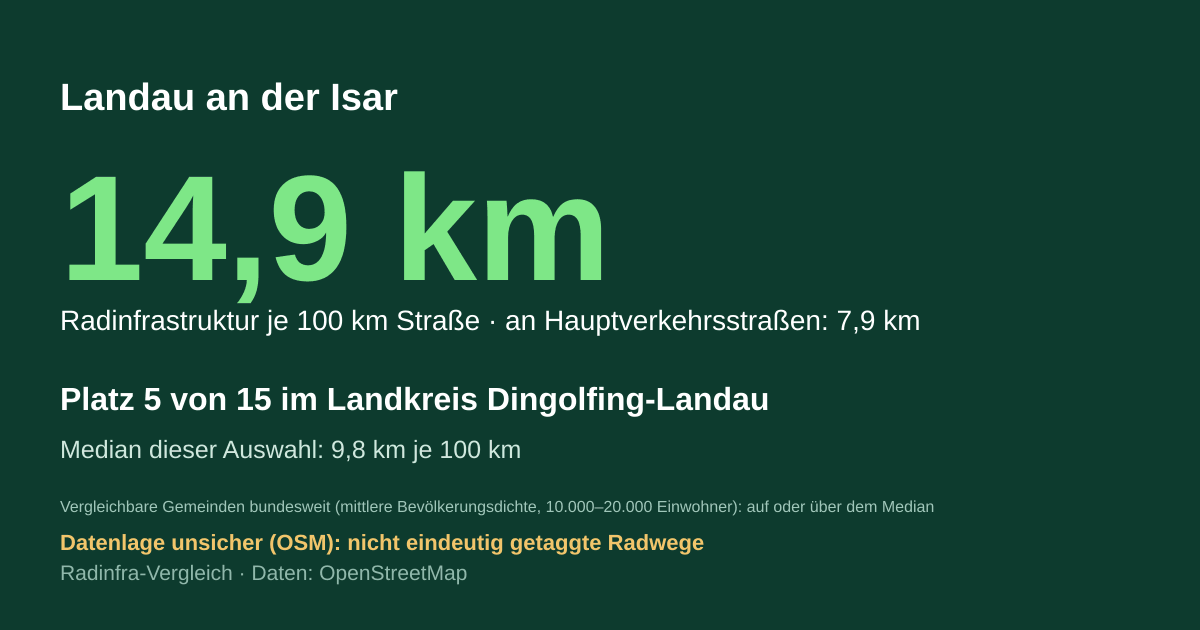 Landau an der Isar
14,9 km
Radinfrastruktur je 100 km Straße · an Hauptverkehrsstraßen: 7,9 km
Platz 5 von 15 im Landkreis Dingolfing-Landau
Median dieser Auswahl: 9,8 km je 100 km
Vergleichbare Gemeinden bundesweit (mittlere Bevölkerungsdichte, 10.000–20.000 Einwohner): auf oder über dem Median
Datenlage unsicher (OSM): nicht eindeutig getaggte Radwege
Radinfra-Vergleich · Daten: OpenStreetMap